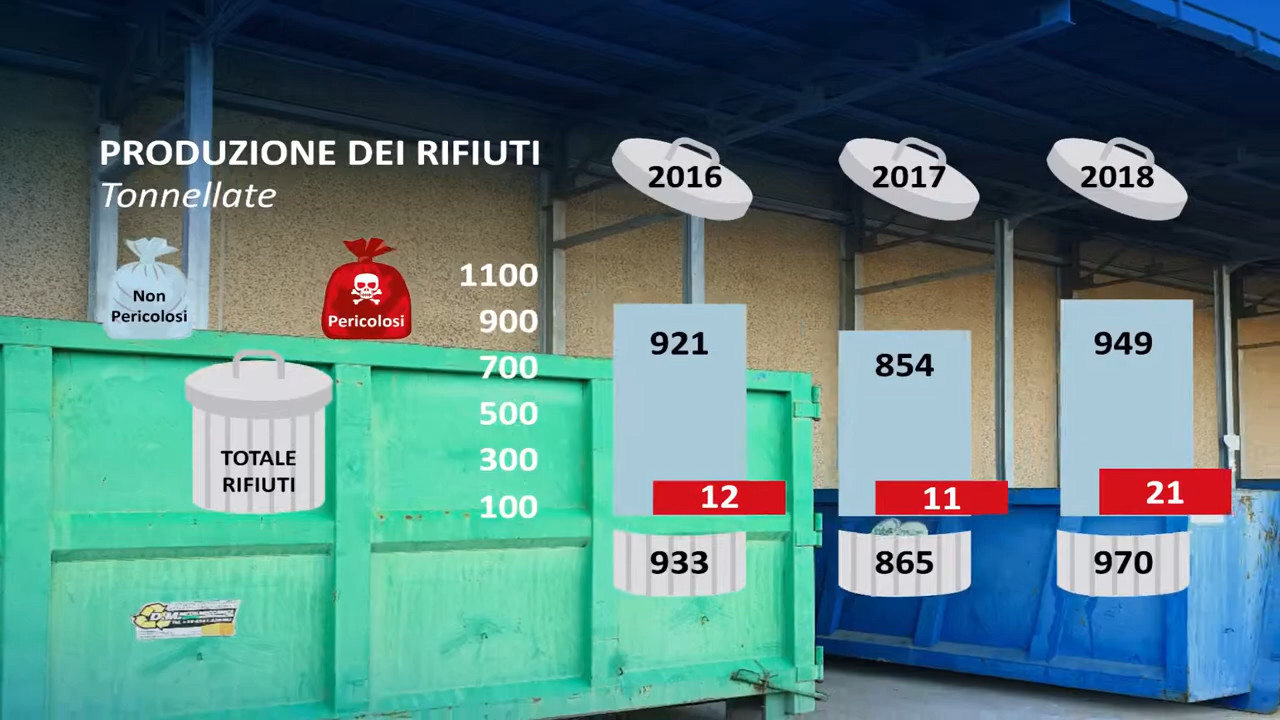 PRODUZIONE DEI RIFIUTI
Tonnellate
2016
2017
2018
Non
Pericolosi
Pericolosi
1100
900
700
500
300
100
TOTALE
RIFIUTI
921
854
949
12
11
21
933
865
970